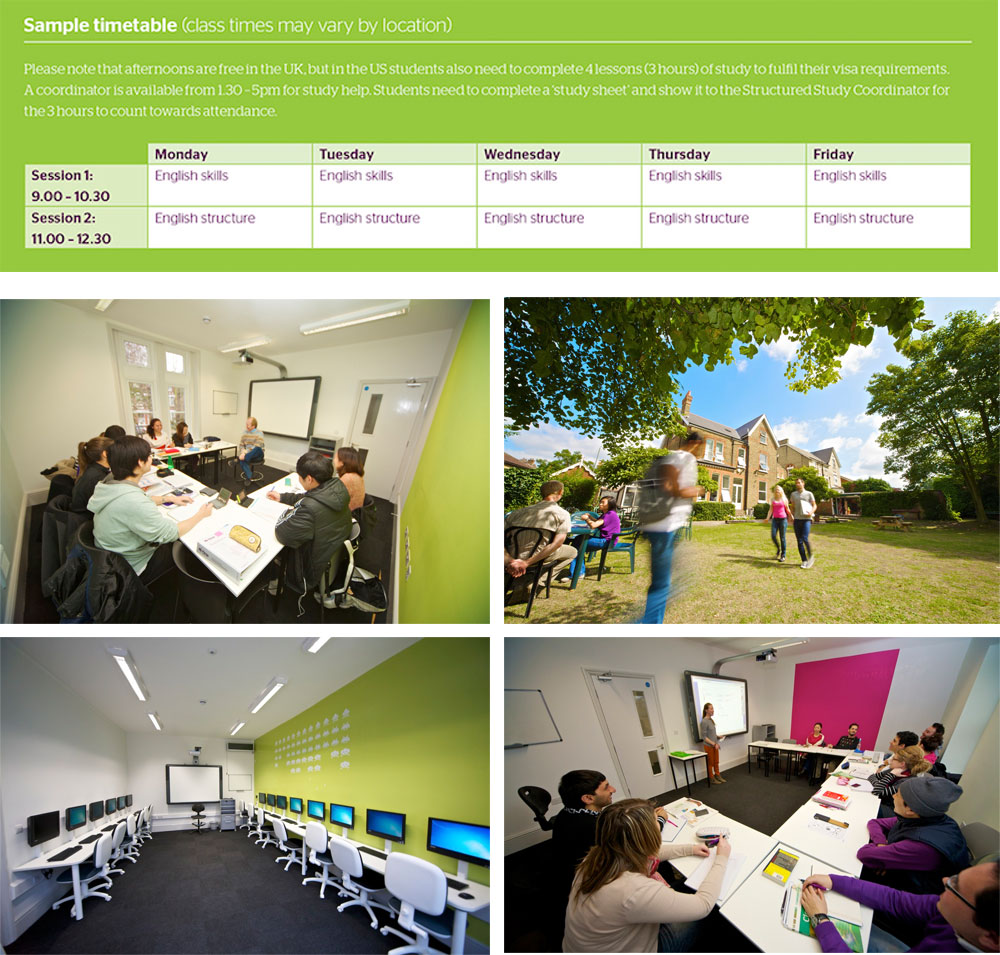 Sample timetable (class times may vary by location)
Please note that afternoons are free in the UK, but in the US students also need to complete 4 lessons (3 hours) of study to fulfil their visa requirements.
A coordinator is available from 1.30 - 5pm for study help. Students need to complete a ‘study sheet’ and show it to the Structured Study Coordinator for
the 3 hours to count towards attendance.
Monday Tuesday Wednesday Thursday Friday
Session 1:
9.00 – 10.30
English skills English skills English skills English skills English skills
Session 2:
11.00 – 12.30
English structure English structure English structure English structure English structure